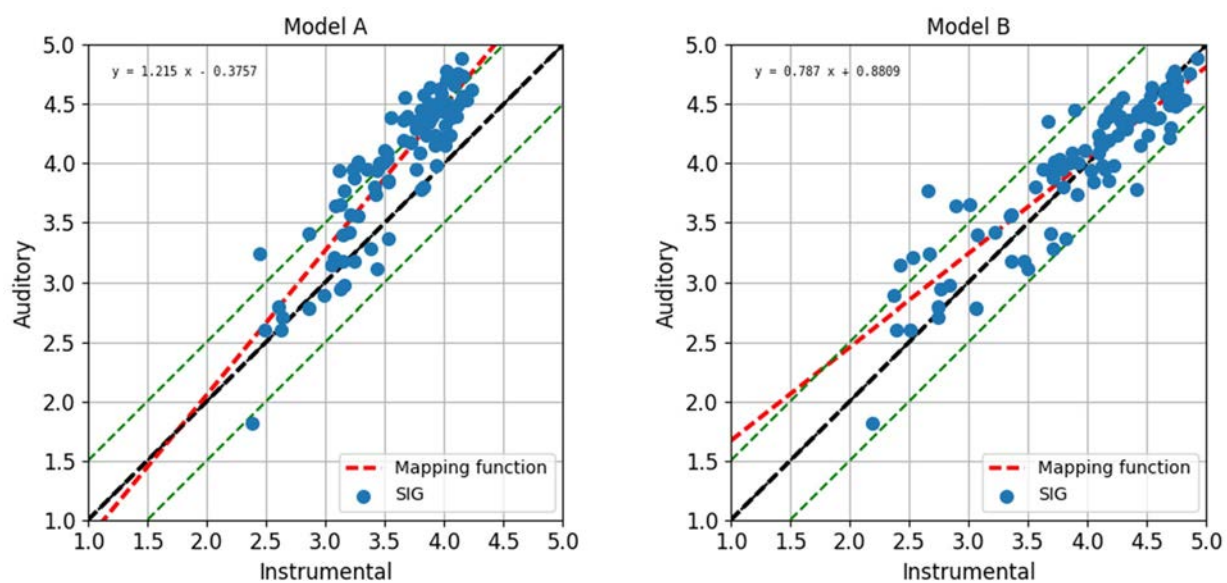 Model A
y = 1.215 x - 0.3757
Auditory
5.0
4.5
4.0
3.5
3.0
2.5
2.0
1.5
1.0
Mapping function
SIG
1.0 1.5 2.0 2.5 3.0 3.5 4.0 4.5 5.0
Instrumental
Model B
y = 0.787 x + 0.8809
Auditory
5.0
4.5
4.0
3.5
3.0
2.5
2.0
1.5
1.0
Mapping function
SIG
1.0 1.5 2.0 2.5 3.0 3.5 4.0 4.5 5.0
Instrumental